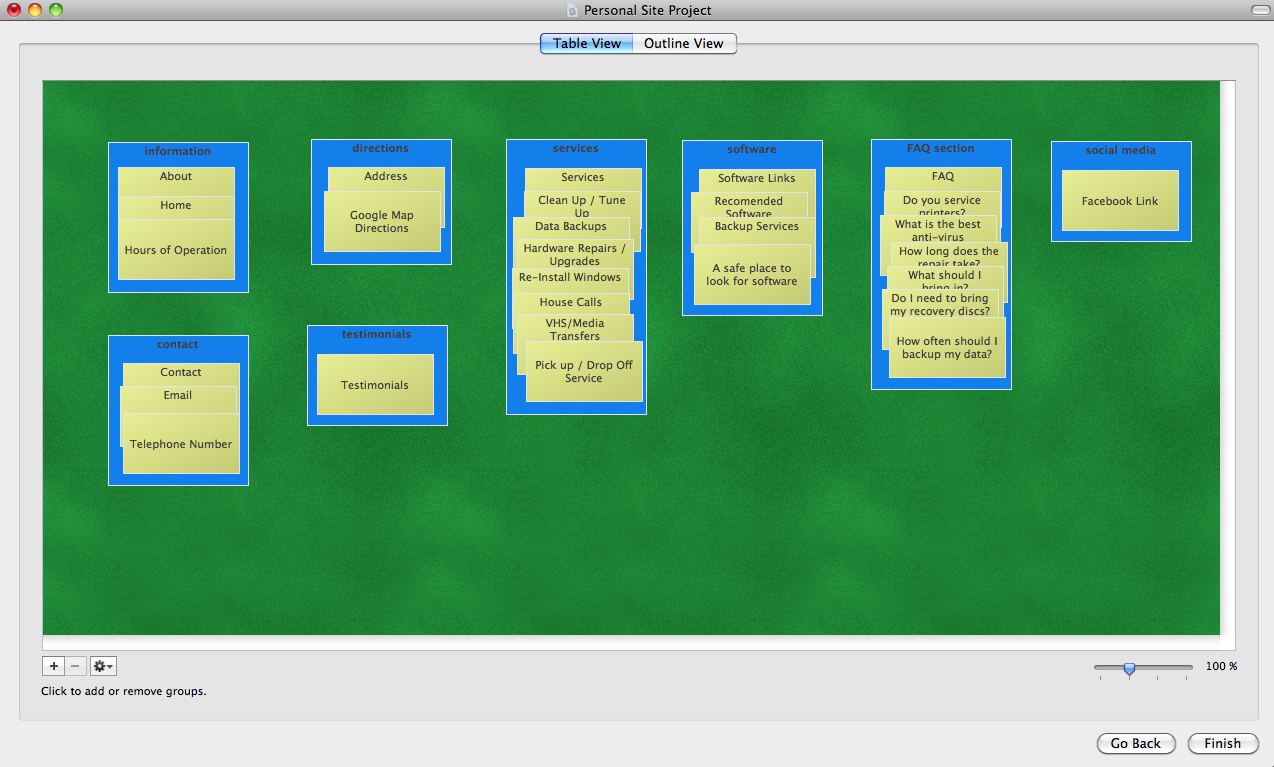 Personal Site Project
Table View
Outline View
information
About
Home
Hours of Operation
directions
Address
Google Map
Directions
services
Services
Clean Up / Tune
Up
Data Backups
Hardware Repairs /
Upgrades
Re-Install Windows
House Calls
VHS/Media
Transfers
Pick up / Drop Off
Service
software
Software Links
Recomended
Software
Backup Services
A safe place to
look for software
FAQ section
FAQ
Do you service
printers?
What is the best
anti-virus
How long does the
repair take?
What should I
bring in?
Do I need to bring
my recovery discs?
How often should I
backup my data?
social media
Facebook Link
contact
Contact
Email
Telephone Number
testimonials
Testimonials
+
−
100 %
Click to add or remove groups.
Go Back
Finish